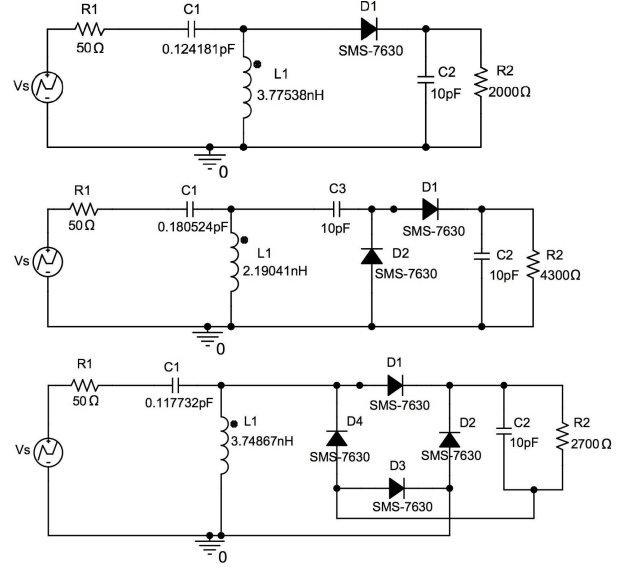 R1
50Ω
C1
0.124181pF
Vs
L1
3.77538nH
D1
SMS-7630
C2
10pF
R2
2000Ω
0
R1
50Ω
C1
0.180524pF
Vs
L1
2.19041nH
C3
10pF
D1
SMS-7630
D2
SMS-7630
C2
10pF
R2
4300Ω
0
R1
50Ω
C1
0.117732pF
Vs
L1
3.74867nH
D1
SMS-7630
D4
SMS-7630
D2
SMS-7630
D3
SMS-7630
C2
10pF
R2
2700Ω
0